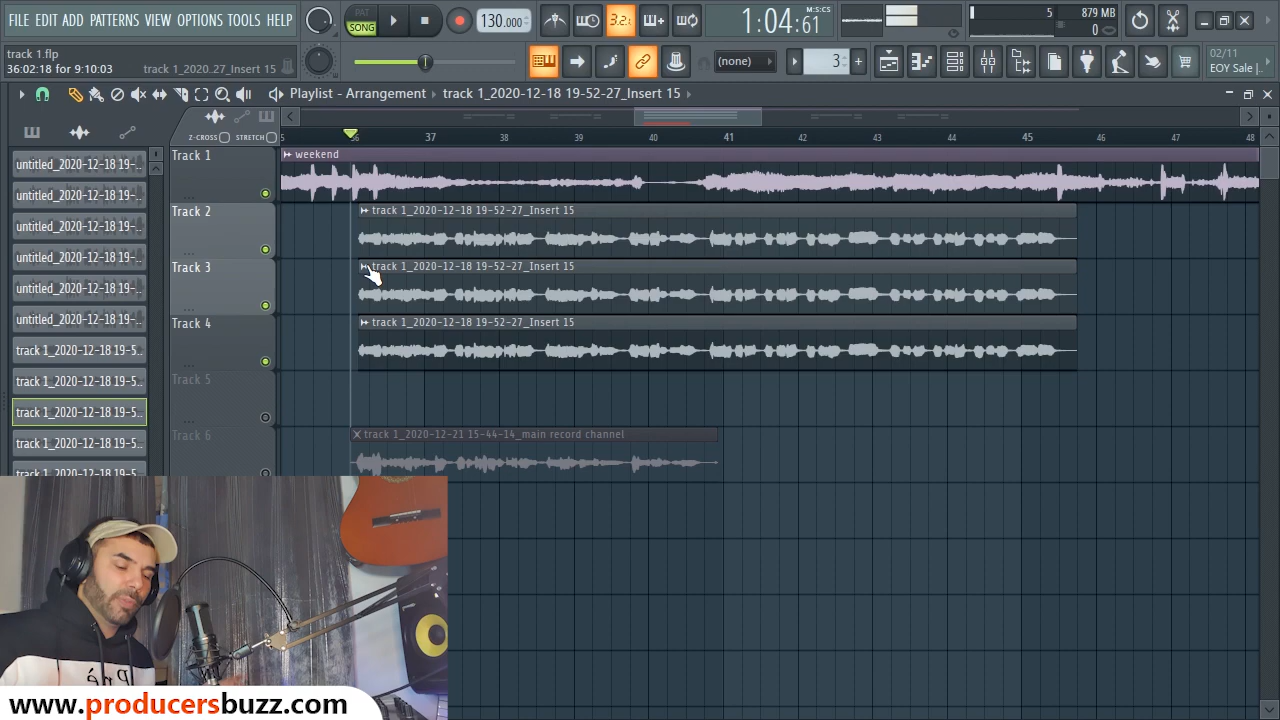 FILE EDIT ADD PATTERNS VIEW OPTIONS TOOLS HELP
PAT
SONG
130.000
3.2.
M:S:CS
1:04:61
5
879 MB
0
track 1.flp
36:02:18 for 9:10:03
track 1_2020.27_Insert 15
(none)
3
02/11
EOY Sale |..
Playlist - Arrangement
track 1_2020-12-18 19-52-27_Insert 15
Z-CROSS
STRETCH
5
36
37
38
39
40
41
42
43
44
45
46
47
48
untitled_2020-12-18 19-..
untitled_2020-12-18 19-..
untitled_2020-12-18 19-..
untitled_2020-12-18 19-..
untitled_2020-12-18 19-..
untitled_2020-12-18 19-..
track 1_2020-12-18 19-5..
track 1_2020-12-18 19-5..
track 1_2020-12-18 19-5..
track 1_2020-12-18 19-5..
track 1_2020-12-18 19-5..
Track 1
weekend
Track 2
track 1_2020-12-18 19-52-27_Insert 15
Track 3
track 1_2020-12-18 19-52-27_Insert 15
Track 4
track 1_2020-12-18 19-52-27_Insert 15
Track 5
Track 6
track 1_2020-12-21 15-44-14_main record channel
www.producersbuzz.com